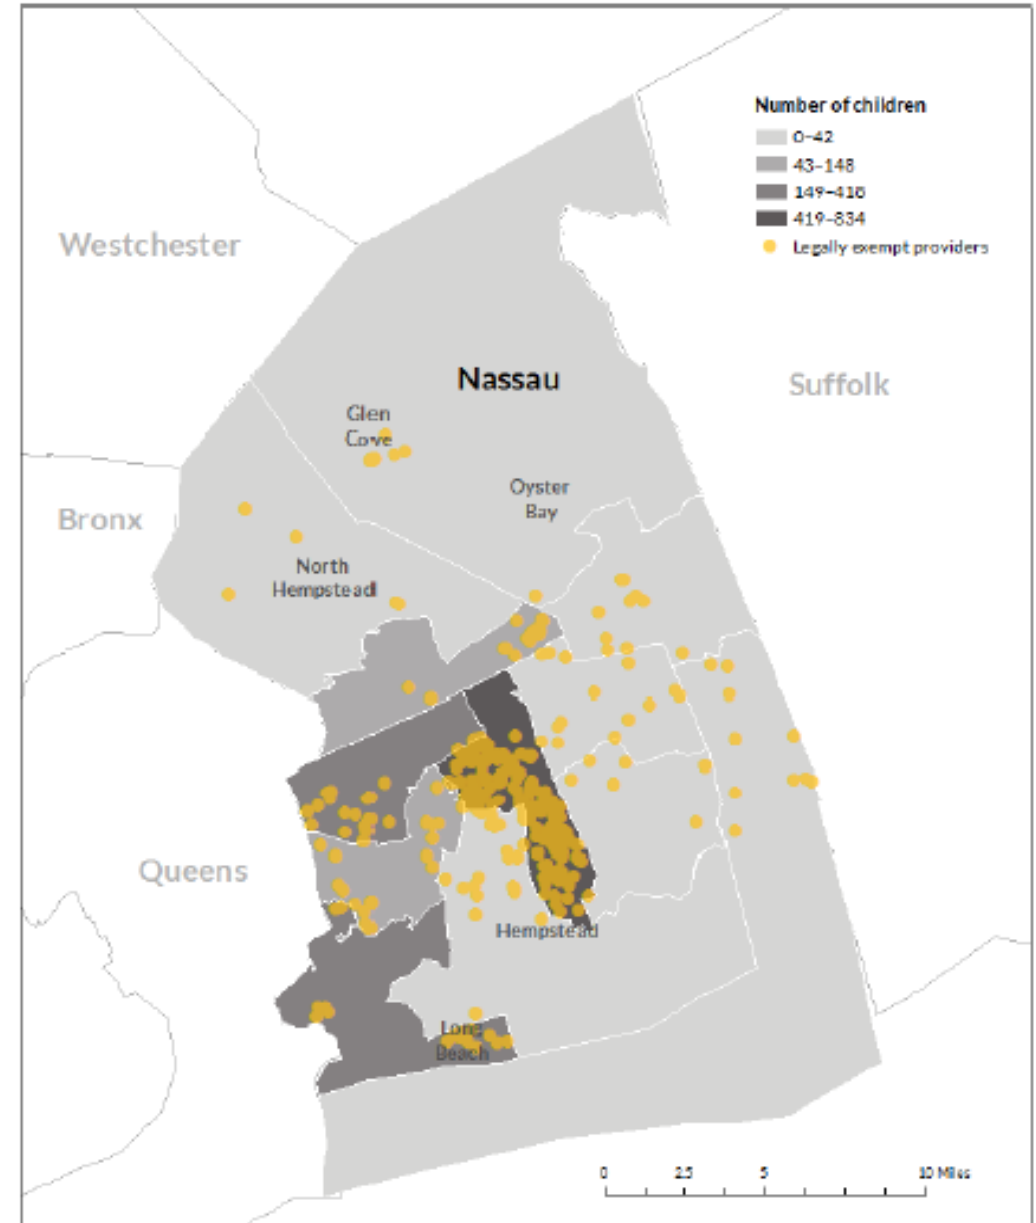 Number of children
0–42
43–148
149–418
419–834
Legally exempt providers
Westchester
Nassau
Suffolk
Glen
Cove
Oyster
Bay
Bronx
North
Hempstead
Queens
Hempstead
Long
Beach
0 2.5 5 10 Miles